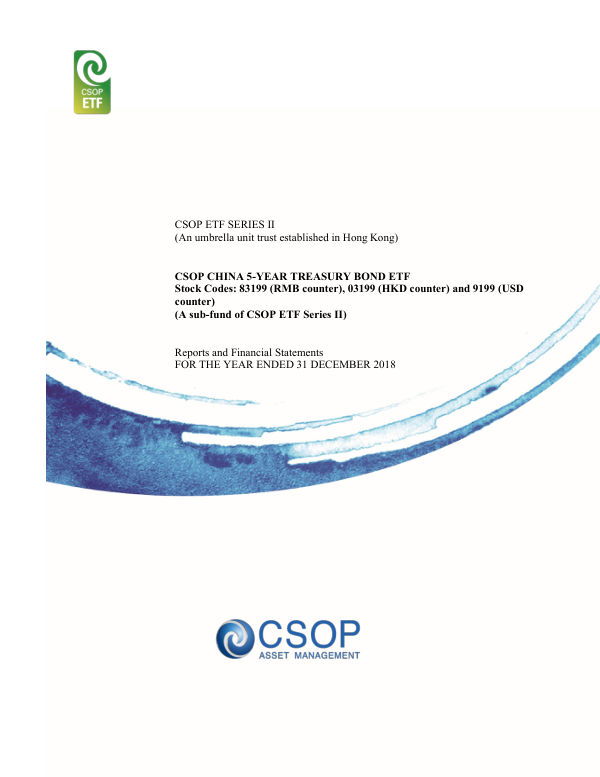 CSOP
ETF
CSOP ETF SERIES II
(An umbrella unit trust established in Hong Kong)
CSOP CHINA 5-YEAR TREASURY BOND ETF
Stock Codes: 83199 (RMB counter), 03199 (HKD counter) and 9199 (USD
counter)
(A sub-fund of CSOP ETF Series II)
Reports and Financial Statements
FOR THE YEAR ENDED 31 DECEMBER 2018
CSOP
ASSET MANAGEMENT